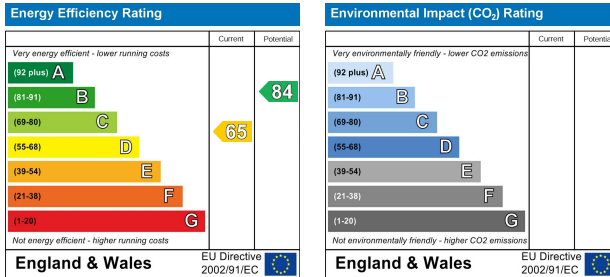 Energy Efficiency Rating
Current Potential
Very energy efficient - lower running costs
(92 plus) A
(81-91) B
84
(69-80) C
65
(55-68) D
(39-54) E
(21-38) F
(1-20) G
Not energy efficient - higher running costs
England & Wales
EU Directive
2002/91/EC
Environmental Impact (CO₂) Rating
Current Potential
Very environmentally friendly - lower CO2 emissions
(92 plus) A
(81-91) B
(69-80) C
(55-68) D
(39-54) E
(21-38) F
(1-20) G
Not environmentally friendly - higher CO2 emissions
England & Wales
EU Directive
2002/91/EC